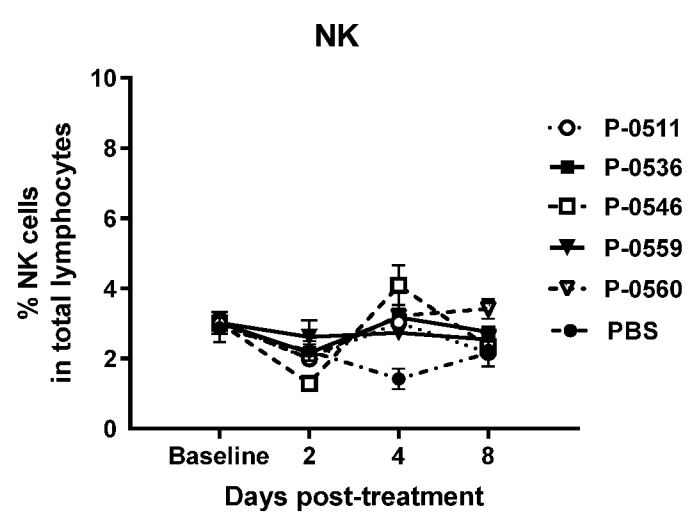 NK
% NK cells
in total lymphocytes
10
8
6
4
2
0
Baseline 2 4 8
Days post-treatment
P-0511
P-0536
P-0546
P-0559
P-0560
PBS